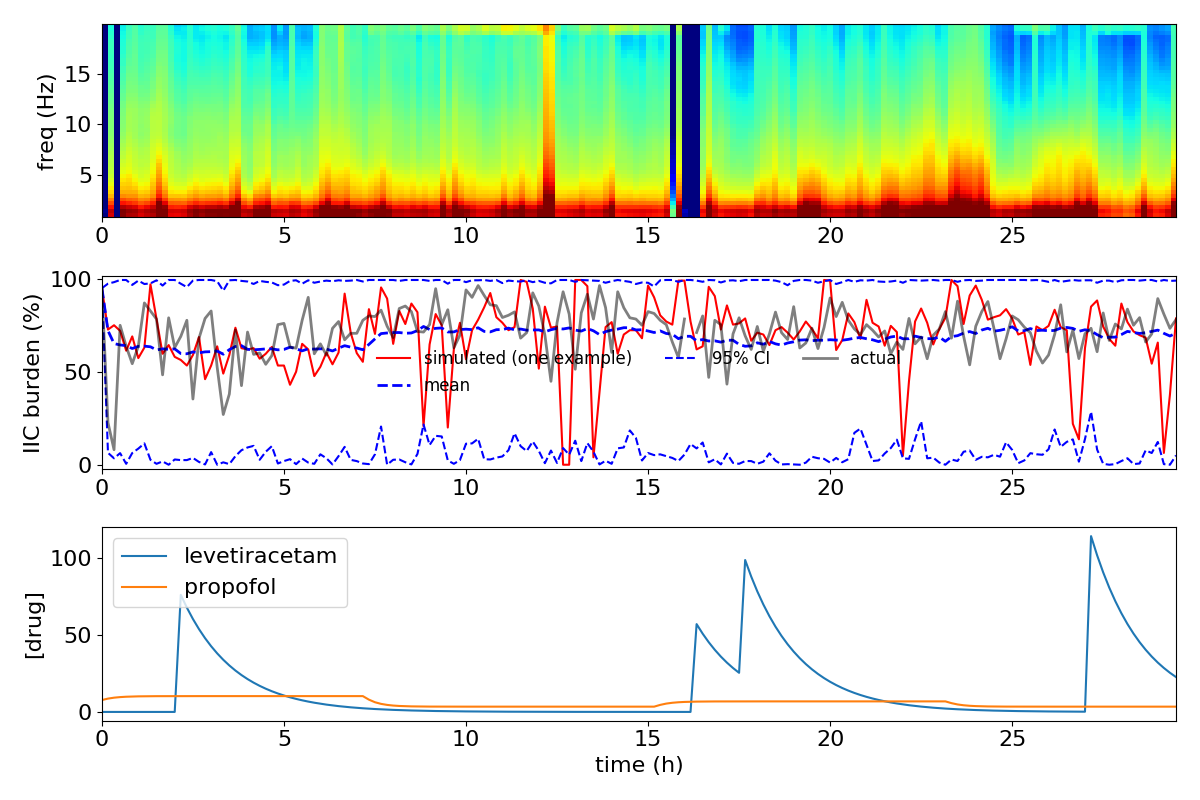 freq (Hz)
15
10
5
0 5 10 15 20 25
IIC burden (%)
100
50
0
simulated (one example) 95% CI actual
mean
0 5 10 15 20 25
[drug]
100
50
0
levetiracetam
propofol
0 5 10 15 20 25
time (h)